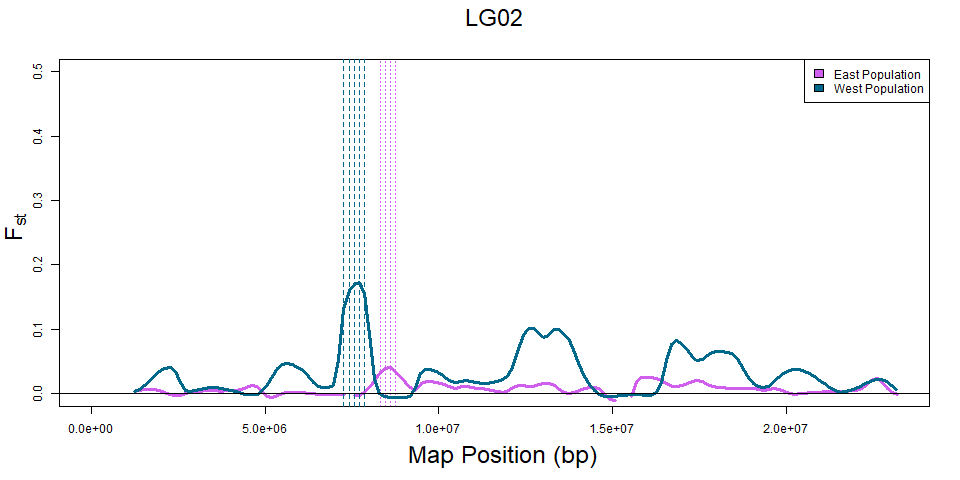 LG02
East Population
West Population
0.5
0.4
0.3
0.2
0.1
0.0
Fst
0.0e+00 5.0e+06 1.0e+07 1.5e+07 2.0e+07
Map Position (bp)